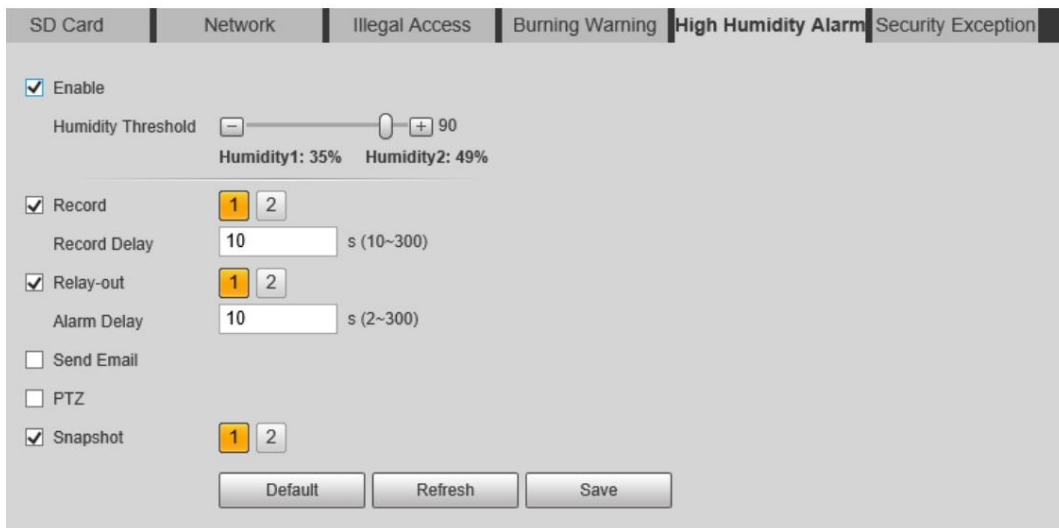 SD Card Network Illegal Access Burning Warning High Humidity Alarm Security Exception
Enable
Humidity Threshold - + 90
Humidity1: 35% Humidity2: 49%
Record 1 2
Record Delay 10 s (10~300)
Relay-out 1 2
Alarm Delay 10 s (2~300)
Send Email
PTZ
Snapshot 1 2
Default Refresh Save